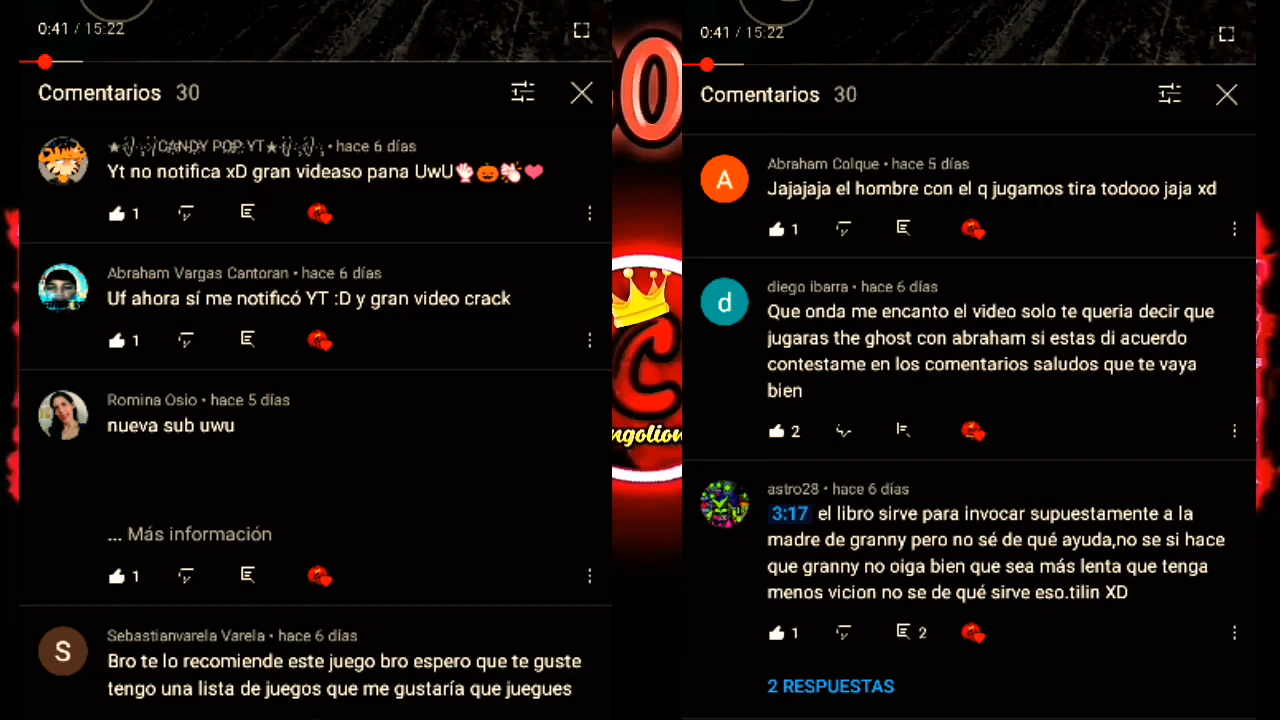 0:41 / 15:22
Comentarios 30
★CANDY POP YT★ • hace 6 días
Yt no notifica xD gran videaso pana UwU👻🎃👏❤
1
Abraham Vargas Cantoran • hace 6 días
Uf ahora sí me notificó YT :D y gran video crack
1
Romina Osio • hace 5 días
nueva sub uwu
... Más información
1
S
Sebastianvarela Varela • hace 6 días
Bro te lo recomiende este juego bro espero que te guste
tengo una lista de juegos que me gustaría que juegues
0
C
ngolion
0:41 / 15:22
Comentarios 30
A
Abraham Colque • hace 5 días
Jajajaja el hombre con el q jugamos tira todooo jaja xd
1
d
diego ibarra • hace 6 días
Que onda me encanto el video solo te queria decir que
jugaras the ghost con abraham si estas di acuerdo
contestame en los comentarios saludos que te vaya
bien
2
astro28 • hace 6 días
3:17 el libro sirve para invocar supuestamente a la
madre de granny pero no sé de qué ayuda,no se si hace
que granny no oiga bien que sea más lenta que tenga
menos vicion no se de qué sirve eso.tilin XD
1 2
2 RESPUESTAS